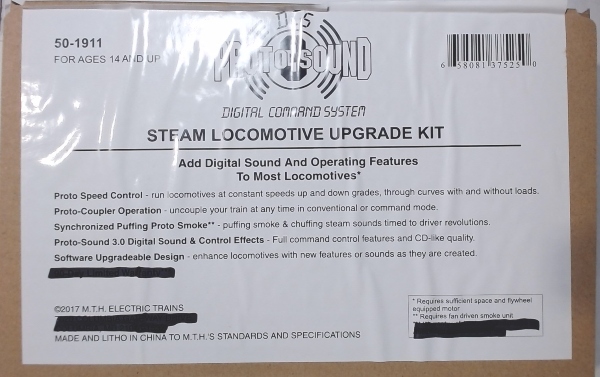 50-1911
FOR AGES 14 AND UP
DCS
PROTO SOUND
6 58081 37525 0
DIGITAL COMMAND SYSTEM
STEAM LOCOMOTIVE UPGRADE KIT
Add Digital Sound And Operating Features
To Most Locomotives*
Proto Speed Control - run locomotives at constant speeds up and down grades, through curves with and without loads.
Proto-Coupler Operation - uncouple your train at any time in conventional or command mode.
Synchronized Puffing Proto Smoke** - puffing smoke & chuffing steam sounds timed to driver revolutions.
Proto-Sound 3.0 Digital Sound & Control Effects - Full command control features and CD-like quality.
Software Upgradeable Design - enhance locomotives with new features or sounds as they are created.
©2017 M.T.H. ELECTRIC TRAINS
MADE AND LITHO IN CHINA TO M.T.H.'S STANDARDS AND SPECIFICATIONS
* Requires sufficient space and flywheel
equipped motor
** Requires fan driven smoke unit